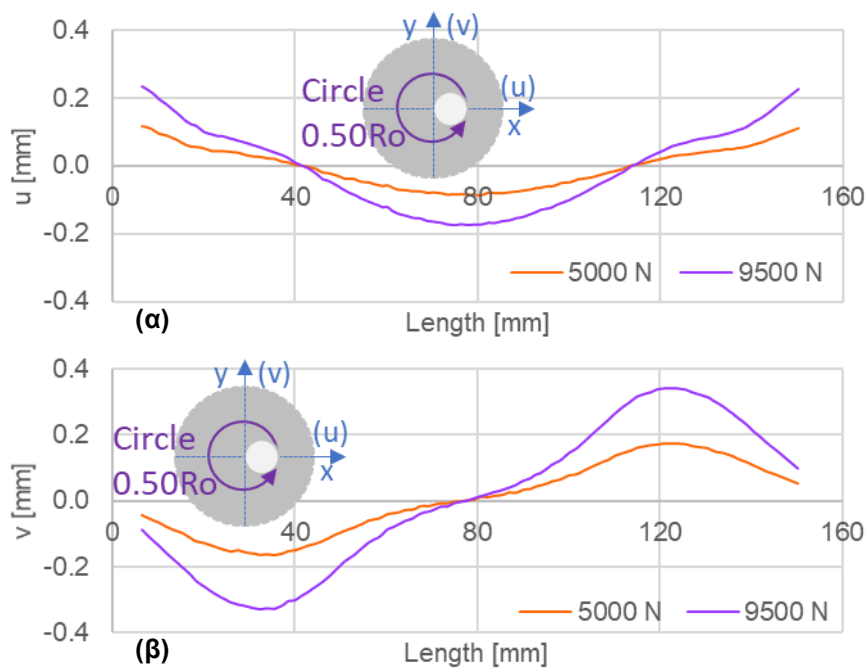 0.4
0.2
0.0
-0.2
-0.4
u [mm]
y (v)
Circle
0.50Ro
(u)
x
0 40 80 120 160
5000 N 9500 N
(α)
Length [mm]
0.4
0.2
0.0
-0.2
-0.4
v [mm]
y (v)
Circle
0.50Ro
(u)
x
0 40 80 120 160
5000 N 9500 N
(β)
Length [mm]